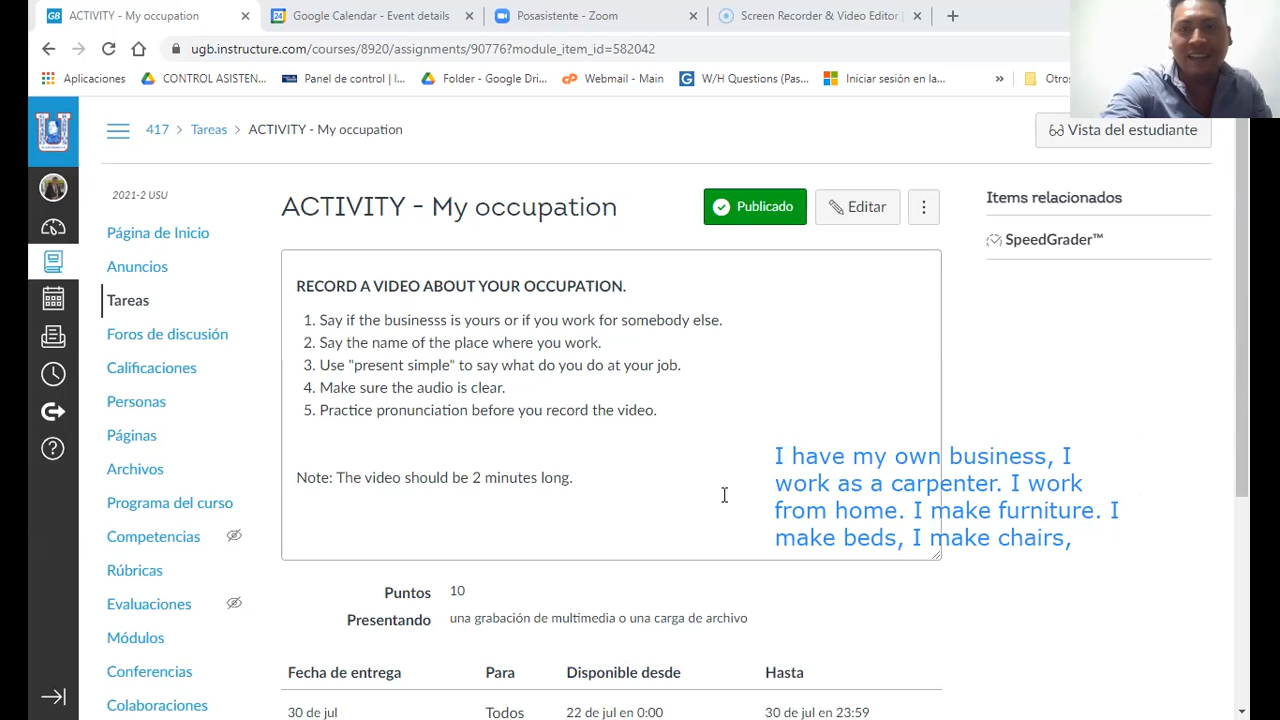 ACTIVITY - My occupation
Google Calendar - Event details
Posasistente - Zoom
Screen Recorder & Video Editor |
ugb.instructure.com/courses/8920/assignments/90776?module_item_id=582042
Aplicaciones
CONTROL ASISTEN...
Panel de control | I...
Folder - Google Dri...
Webmail - Main
W/H Questions (Pas...
Iniciar sesión en la...
»
Otros
417 > Tareas > ACTIVITY - My occupation
Vista del estudiante
2021-2 USU
Página de Inicio
Anuncios
Tareas
Foros de discusión
Calificaciones
Personas
Páginas
Archivos
Programa del curso
Competencias
Rúbricas
Evaluaciones
Módulos
Conferencias
Colaboraciones
ACTIVITY - My occupation
Publicado
Editar
RECORD A VIDEO ABOUT YOUR OCCUPATION.
1. Say if the businesss is yours or if you work for somebody else.
2. Say the name of the place where you work.
3. Use "present simple" to say what do you do at your job.
4. Make sure the audio is clear.
5. Practice pronunciation before you record the video.
Note: The video should be 2 minutes long.
I have my own business, I
work as a carpenter. I work
from home. I make furniture. I
make beds, I make chairs,
Puntos 10
Presentando una grabación de multimedia o una carga de archivo
Fecha de entrega Para Disponible desde Hasta
30 de jul Todos 22 de jul en 0:00 30 de jul en 23:59
Items relacionados
SpeedGrader™